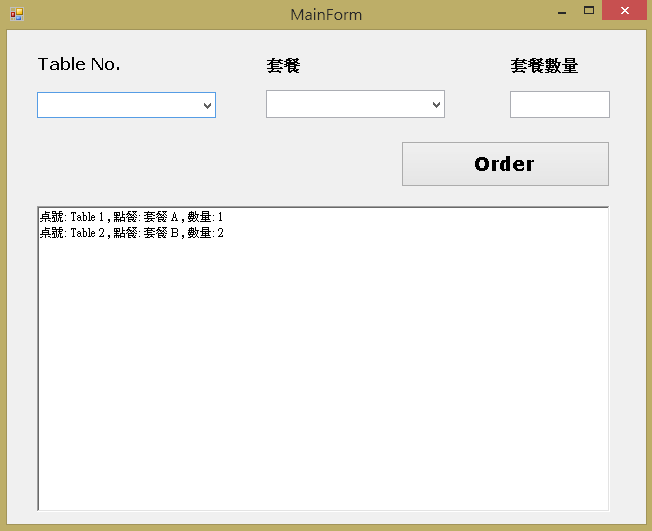 MainForm
Table No.
套餐
套餐數量
Order
桌號: Table 1 , 點餐: 套餐 A , 數量: 1
桌號: Table 2 , 點餐: 套餐 B , 數量: 2